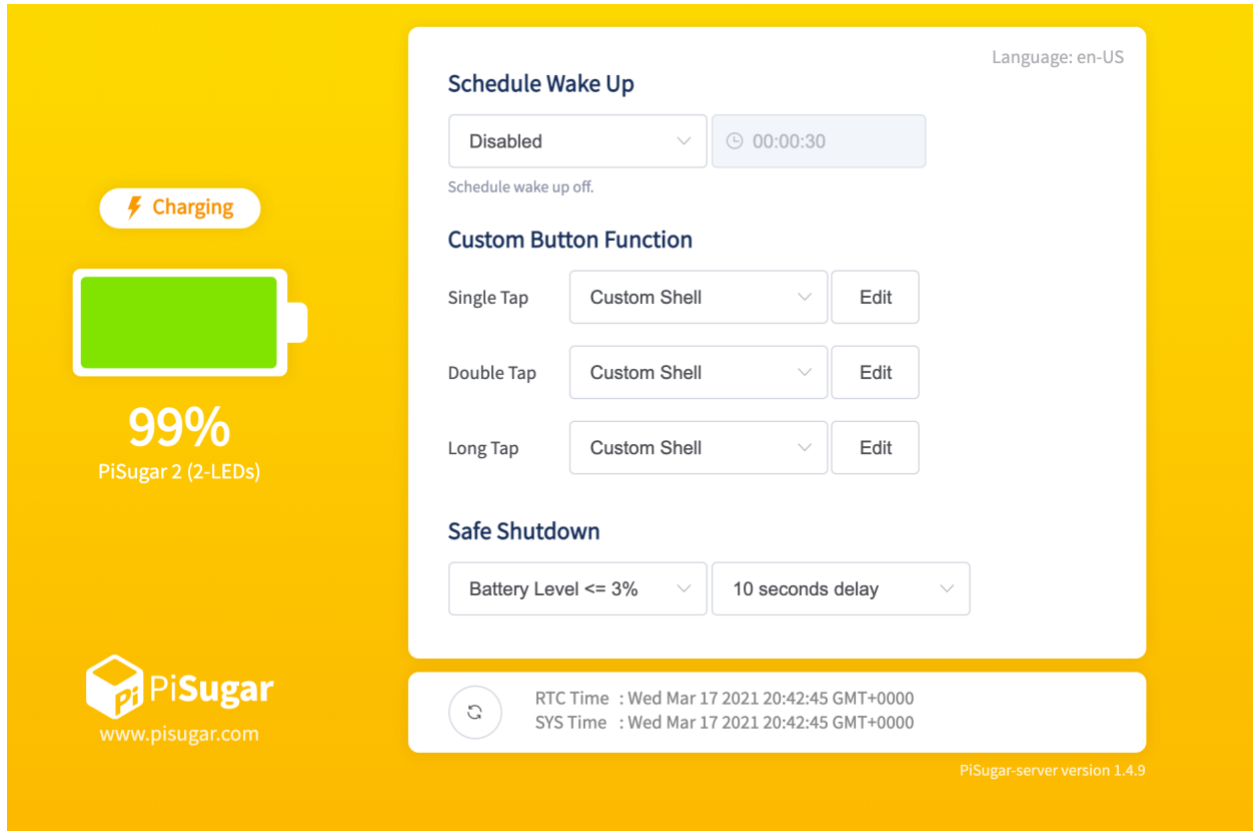 Language: en-US
Schedule Wake Up
Disabled
00:00:30
Schedule wake up off.
Charging
Custom Button Function
Single Tap
Custom Shell
Edit
Double Tap
Custom Shell
Edit
Long Tap
Custom Shell
Edit
99%
PiSugar 2 (2-LEDs)
Safe Shutdown
Battery Level <= 3%
10 seconds delay
Pi PiSugar
www.pisugar.com
RTC Time : Wed Mar 17 2021 20:42:45 GMT+0000
SYS Time : Wed Mar 17 2021 20:42:45 GMT+0000
PiSugar-server version 1.4.9